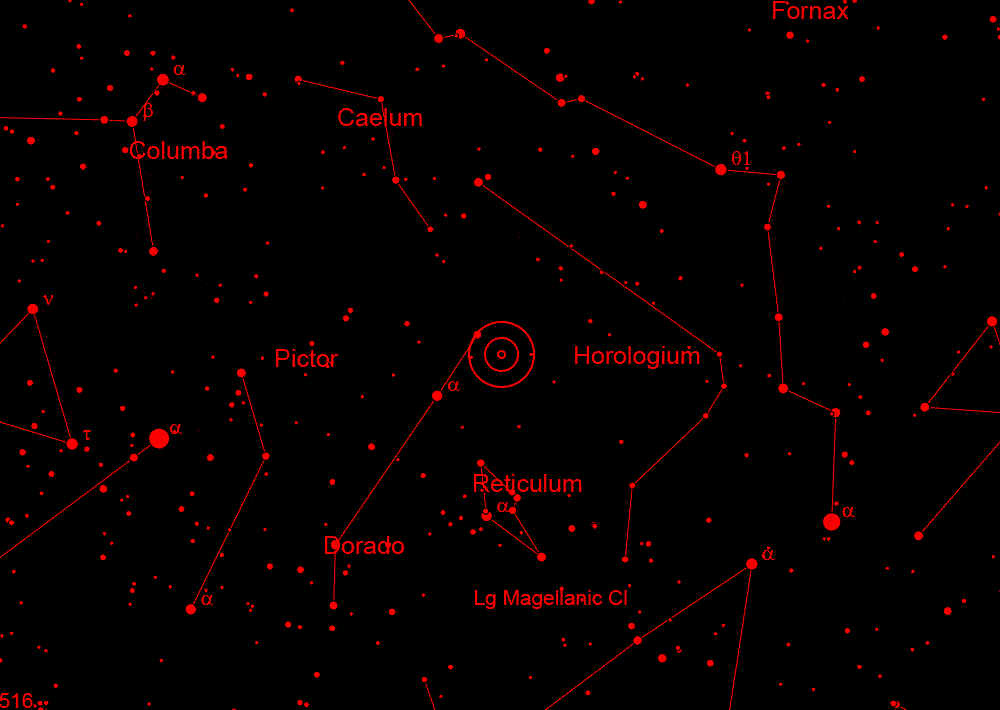 Fornax
α
β
Caelum
Columba
θ1
ν
Pictor
Horologium
α
τ
α
Reticulum
α
α
Dorado
α
α
Lg Magellanic Cl
516.